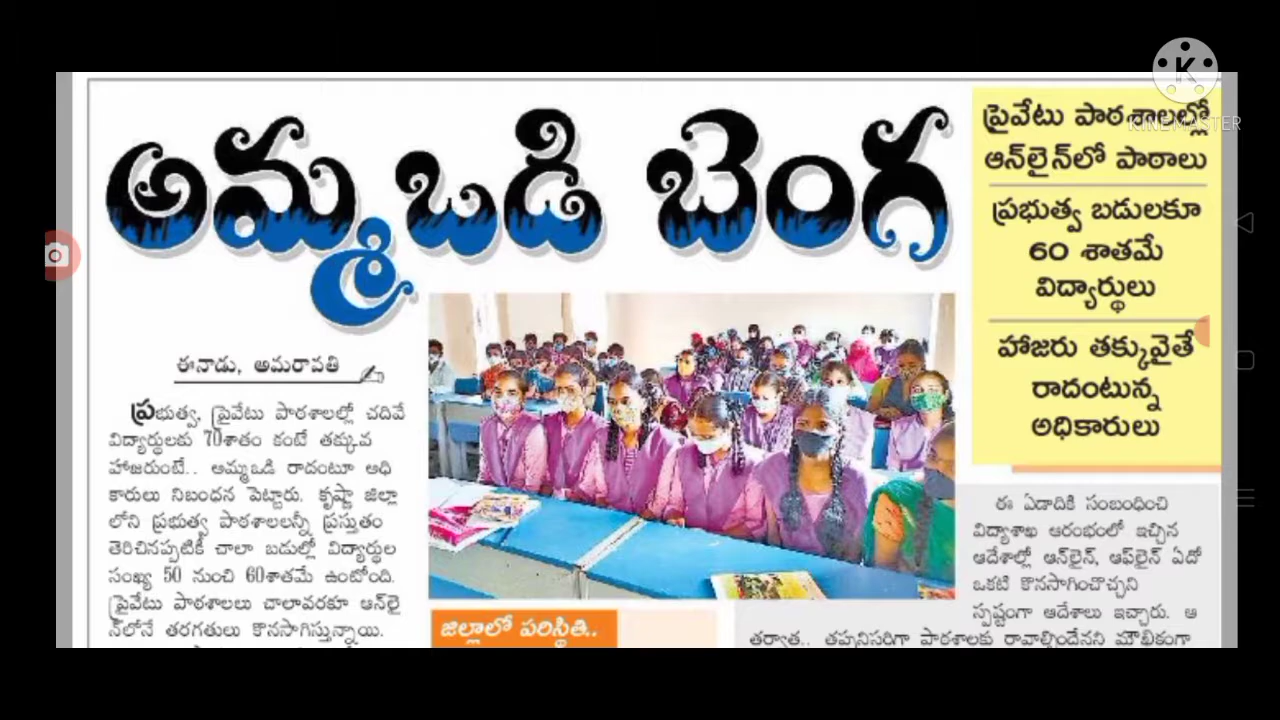 అమ్మఒడి బెంగ
ప్రైవేటు పాఠశాలల్లో
ఆన్‌లైన్‌లో పాఠాలు
ప్రభుత్వ బడులకూ
60 శాతమే
విద్యార్థులు
హాజరు తక్కువైతే
రాదంటున్న
అధికారులు
KINEMASTER
ఈనాడు, అమరావతి
ప్రభుత్వ, ప్రైవేటు పాఠశాలల్లో చదివే
విద్యార్థులకు 70శాతం కంటే తక్కువ
హాజరుంటే.. అమ్మఒడి రాదంటూ అధి
కారులు నిబంధన పెట్టారు. కృష్ణా జిల్లా
లోని ప్రభుత్వ పాఠశాలలన్నీ ప్రస్తుతం
తెరిచినప్పటికీ చాలా బడుల్లో విద్యార్థుల
సంఖ్య 50 నుంచి 60శాతమే ఉంటోంది.
ప్రైవేటు పాఠశాలలు చాలావరకూ ఆన్‌లై
న్‌లోనే తరగతులు కొనసాగిస్తున్నాయి.
జిల్లాలో పరిస్థితి..
ఈ ఏడాదికి సంబంధించి
విద్యాశాఖ ఆరంభంలో ఇచ్చిన
ఆదేశాల్లో ఆన్‌లైన్, ఆఫ్‌లైన్ ఏదో
ఒకటి కొనసాగించొచ్చని
స్పష్టంగా ఆదేశాలు ఇచ్చారు. ఆ
తర్వాత.. తప్పనిసరిగా పాఠశాలకు రావాల్సిందేనని మౌఖికంగా